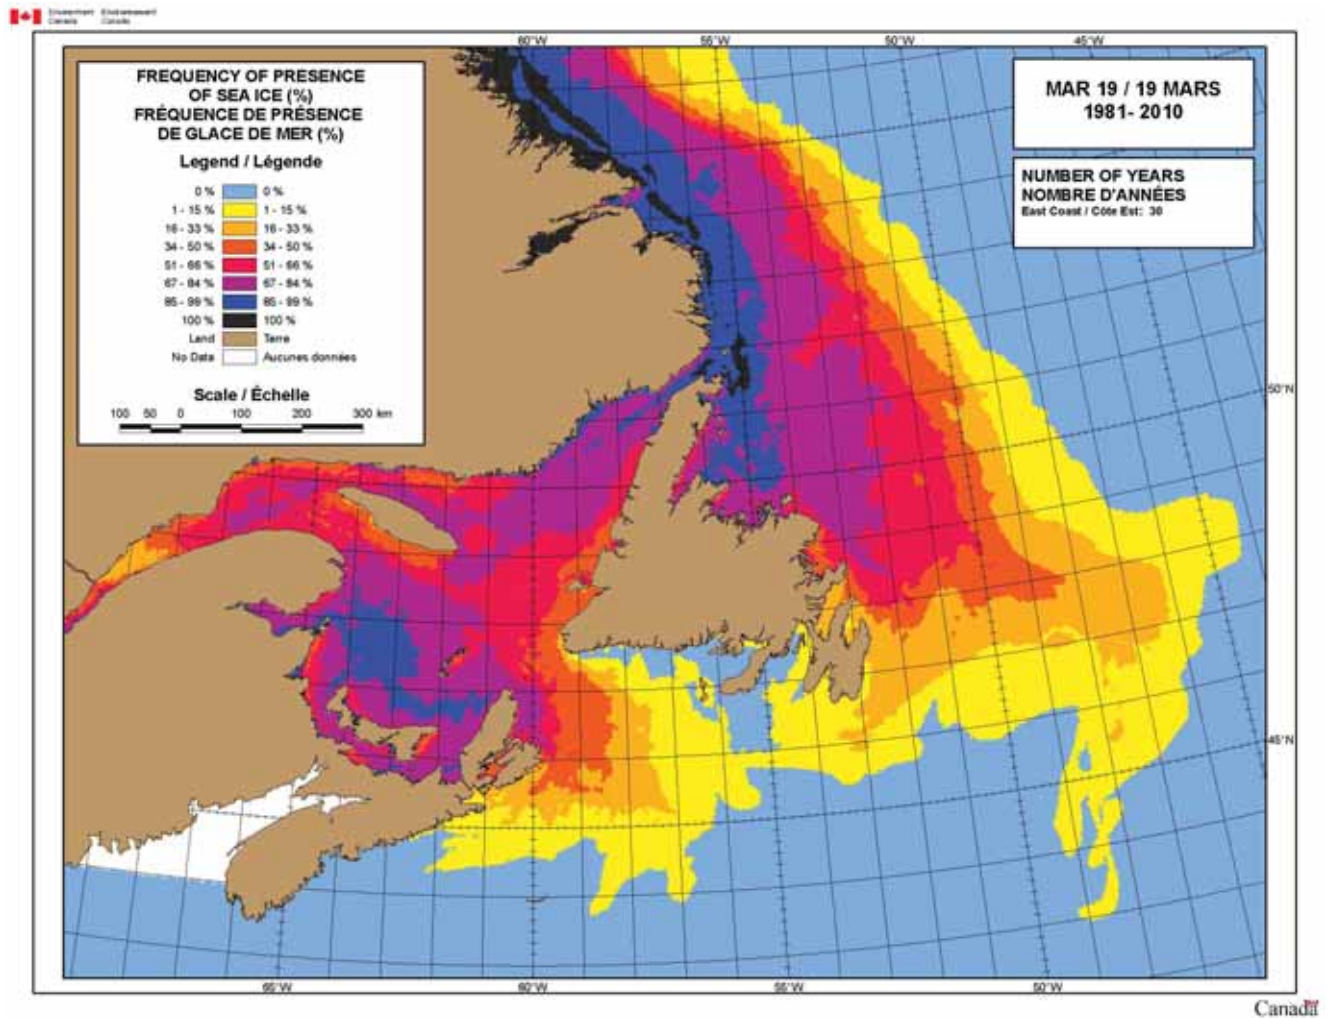 Environment Environnement
Canada Canada
60°W 55°W 50°W 45°W
FREQUENCY OF PRESENCE
OF SEA ICE (%)
FRÉQUENCE DE PRÉSENCE
DE GLACE DE MER (%)
Legend / Légende
0 % 0 %
1 - 15 % 1 - 15 %
16 - 33 % 16 - 33 %
34 - 50 % 34 - 50 %
51 - 66 % 51 - 66 %
67 - 84 % 67 - 84 %
85 - 99 % 85 - 99 %
100 % 100 %
Land Terre
No Data Aucunes données
Scale / Échelle
100 50 0 100 200 300 km
MAR 19 / 19 MARS
1981- 2010
NUMBER OF YEARS
NOMBRE D'ANNÉES
East Coast / Côte Est: 30
50°N
45°N
65°W 60°W 55°W 50°W
Canada